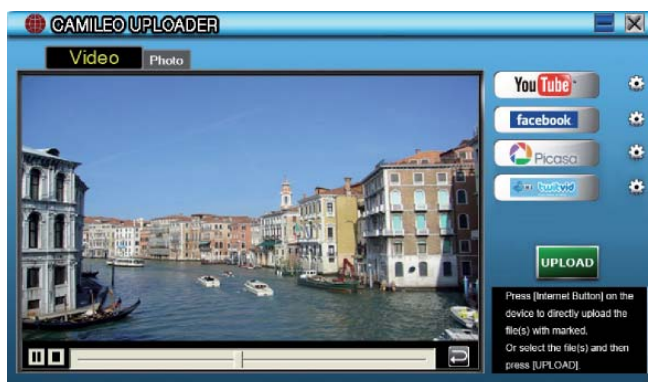 CAMILEO UPLOADER
Video Photo
YouTube
facebook
Picasa
twitvid
UPLOAD
Press [Internet Button] on the
device to directly upload the
file(s) with marked.
Or select the file(s) and then
press [UPLOAD].